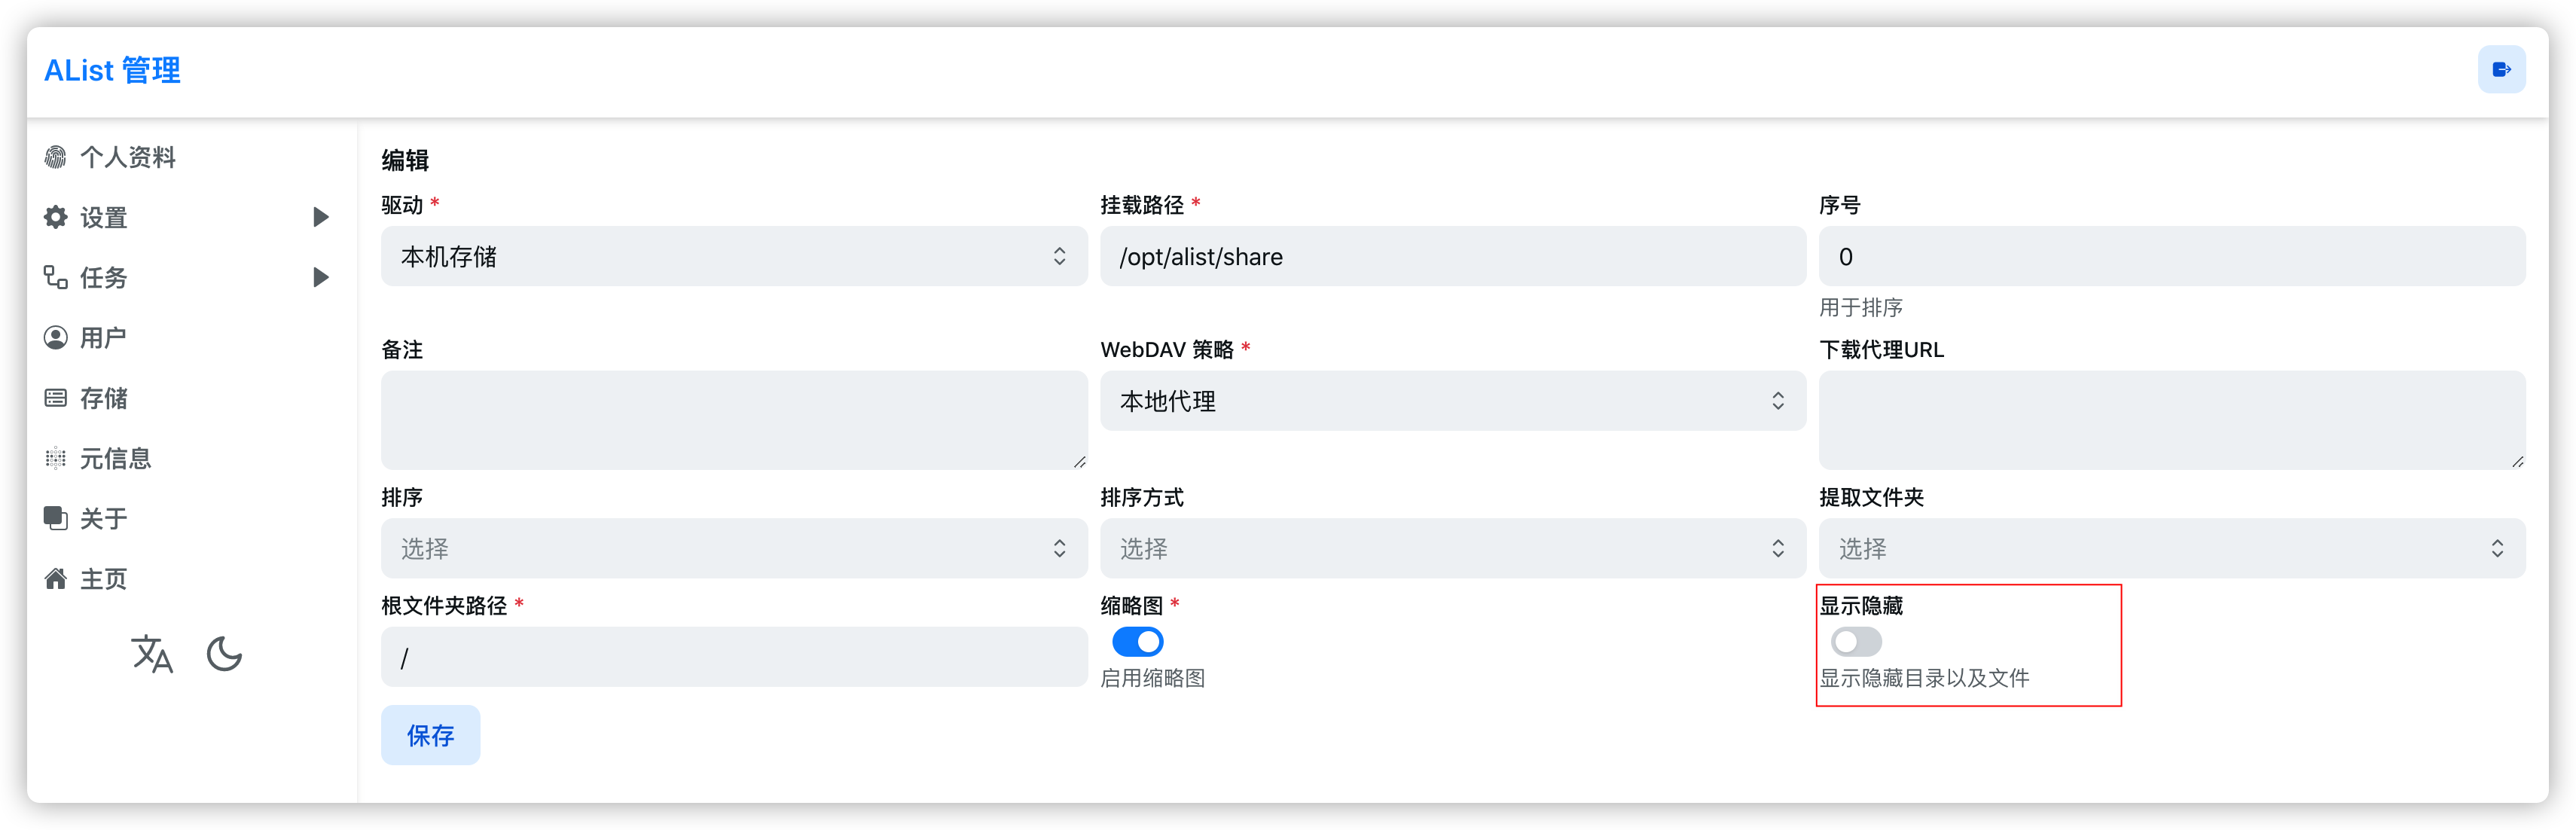 AList 管理
个人资料
设置
任务
用户
存储
元信息
关于
主页
编辑
驱动 *
本机存储
挂载路径 *
/opt/alist/share
序号
0
用于排序
备注
WebDAV 策略 *
本地代理
下载代理URL
排序
选择
排序方式
选择
提取文件夹
选择
根文件夹路径 *
/
缩略图 *
启用缩略图
显示隐藏
显示隐藏目录以及文件
保存